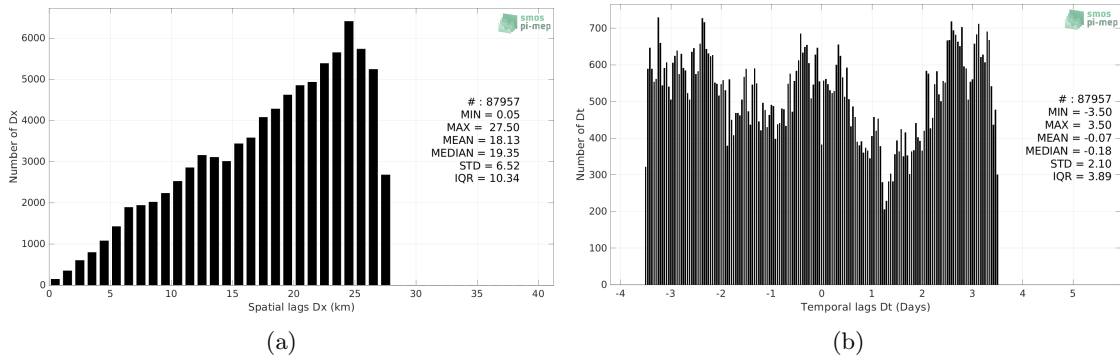 smos
pi-mep
6000
5000
4000
3000
2000
1000
0
Number of Dx
# : 87957
MIN = 0.05
MAX = 27.50
MEAN = 18.13
MEDIAN = 19.35
STD = 6.52
IQR = 10.34
0 5 10 15 20 25 30 35 40
Spatial lags Dx (km)
(a)
smos
pi-mep
700
600
500
400
300
200
100
0
Number of Dt
# : 87957
MIN = -3.50
MAX = 3.50
MEAN = -0.07
MEDIAN = -0.18
STD = 2.10
IQR = 3.89
-4 -3 -2 -1 0 1 2 3 4 5
Temporal lags Dt (Days)
(b)